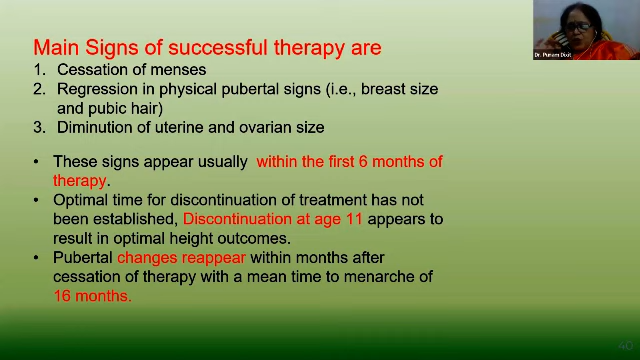 Main Signs of successful therapy are
1. Cessation of menses
2. Regression in physical pubertal signs (i.e., breast size
and pubic hair)
3. Diminution of uterine and ovarian size
• These signs appear usually within the first 6 months of
therapy.
• Optimal time for discontinuation of treatment has not
been established, Discontinuation at age 11 appears to
result in optimal height outcomes.
• Pubertal changes reappear within months after
cessation of therapy with a mean time to menarche of
16 months.
Dr. Punam Dixit
40